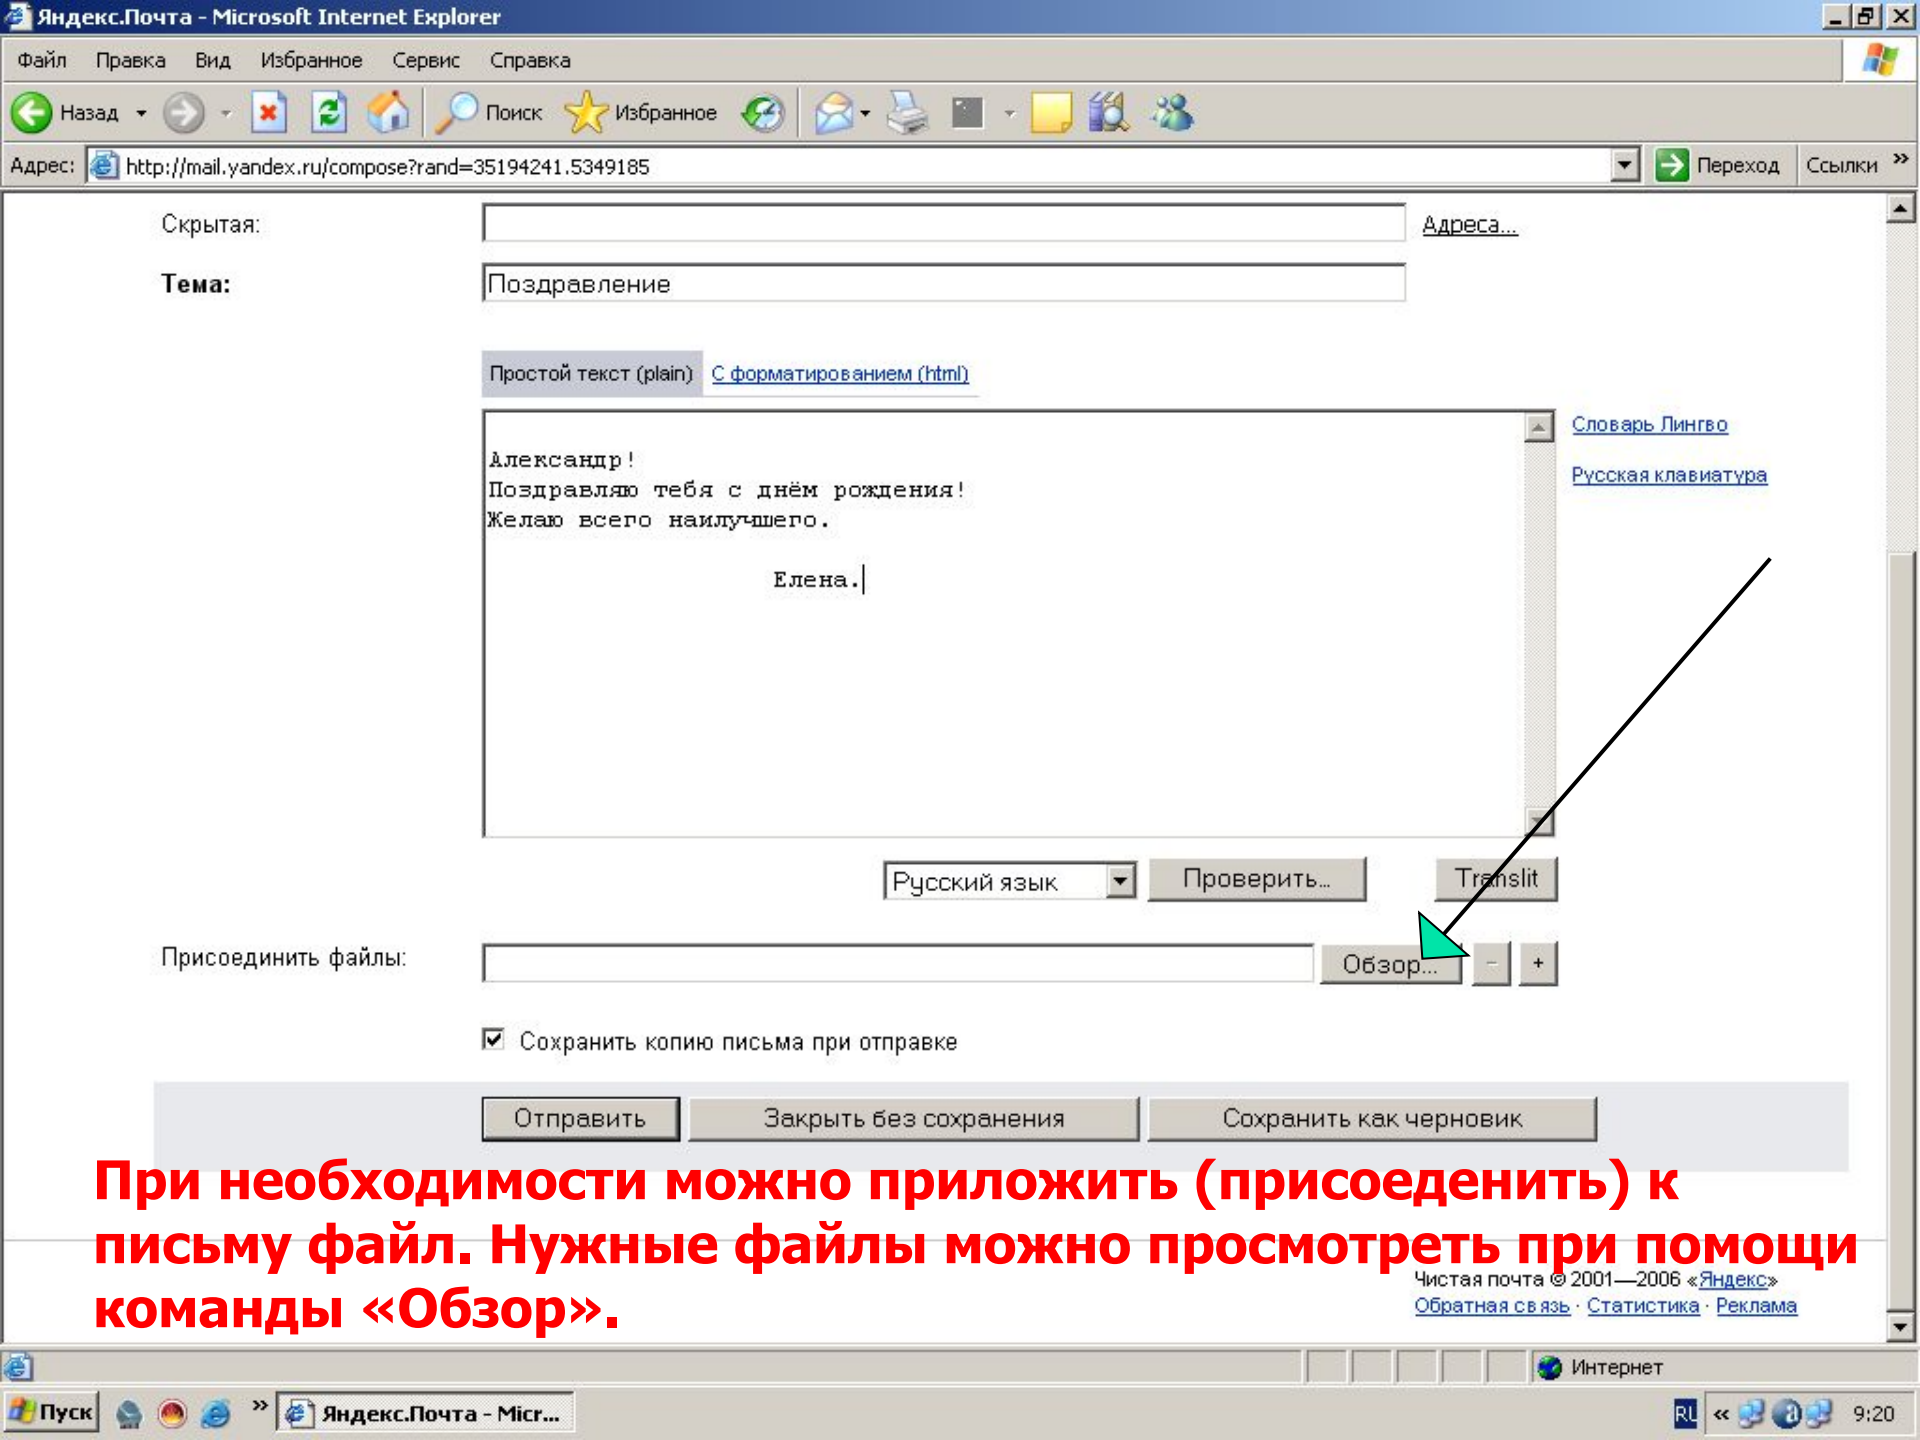 Яндекс.Почта - Microsoft Internet Explorer
Файл Правка Вид Избранное Сервис Справка
Назад Поиск Избранное
Адрес: http://mail.yandex.ru/compose?rand=35194241.5349185 Переход Ссылки »
Скрытая: Адреса...
Тема: Поздравление
Простой текст (plain) С форматированием (html)
Словарь Лингво
Александр!
Русская клавиатура
Поздравляю тебя с днём рождения!
Желаю всего наилучшего.
Елена.
Русский язык Проверить... Translit
Присоединить файлы: Обзор... - +
Сохранить копию письма при отправке
Отправить Закрыть без сохранения Сохранить как черновик
При необходимости можно приложить (присоеденить) к
письму файл. Нужные файлы можно просмотреть при помощи
команды «Обзор».
Чистая почта © 2001—2006 «Яндекс»
Обратная связь · Статистика · Реклама
Интернет
Пуск » Яндекс.Почта - Micr... RU « 9:20